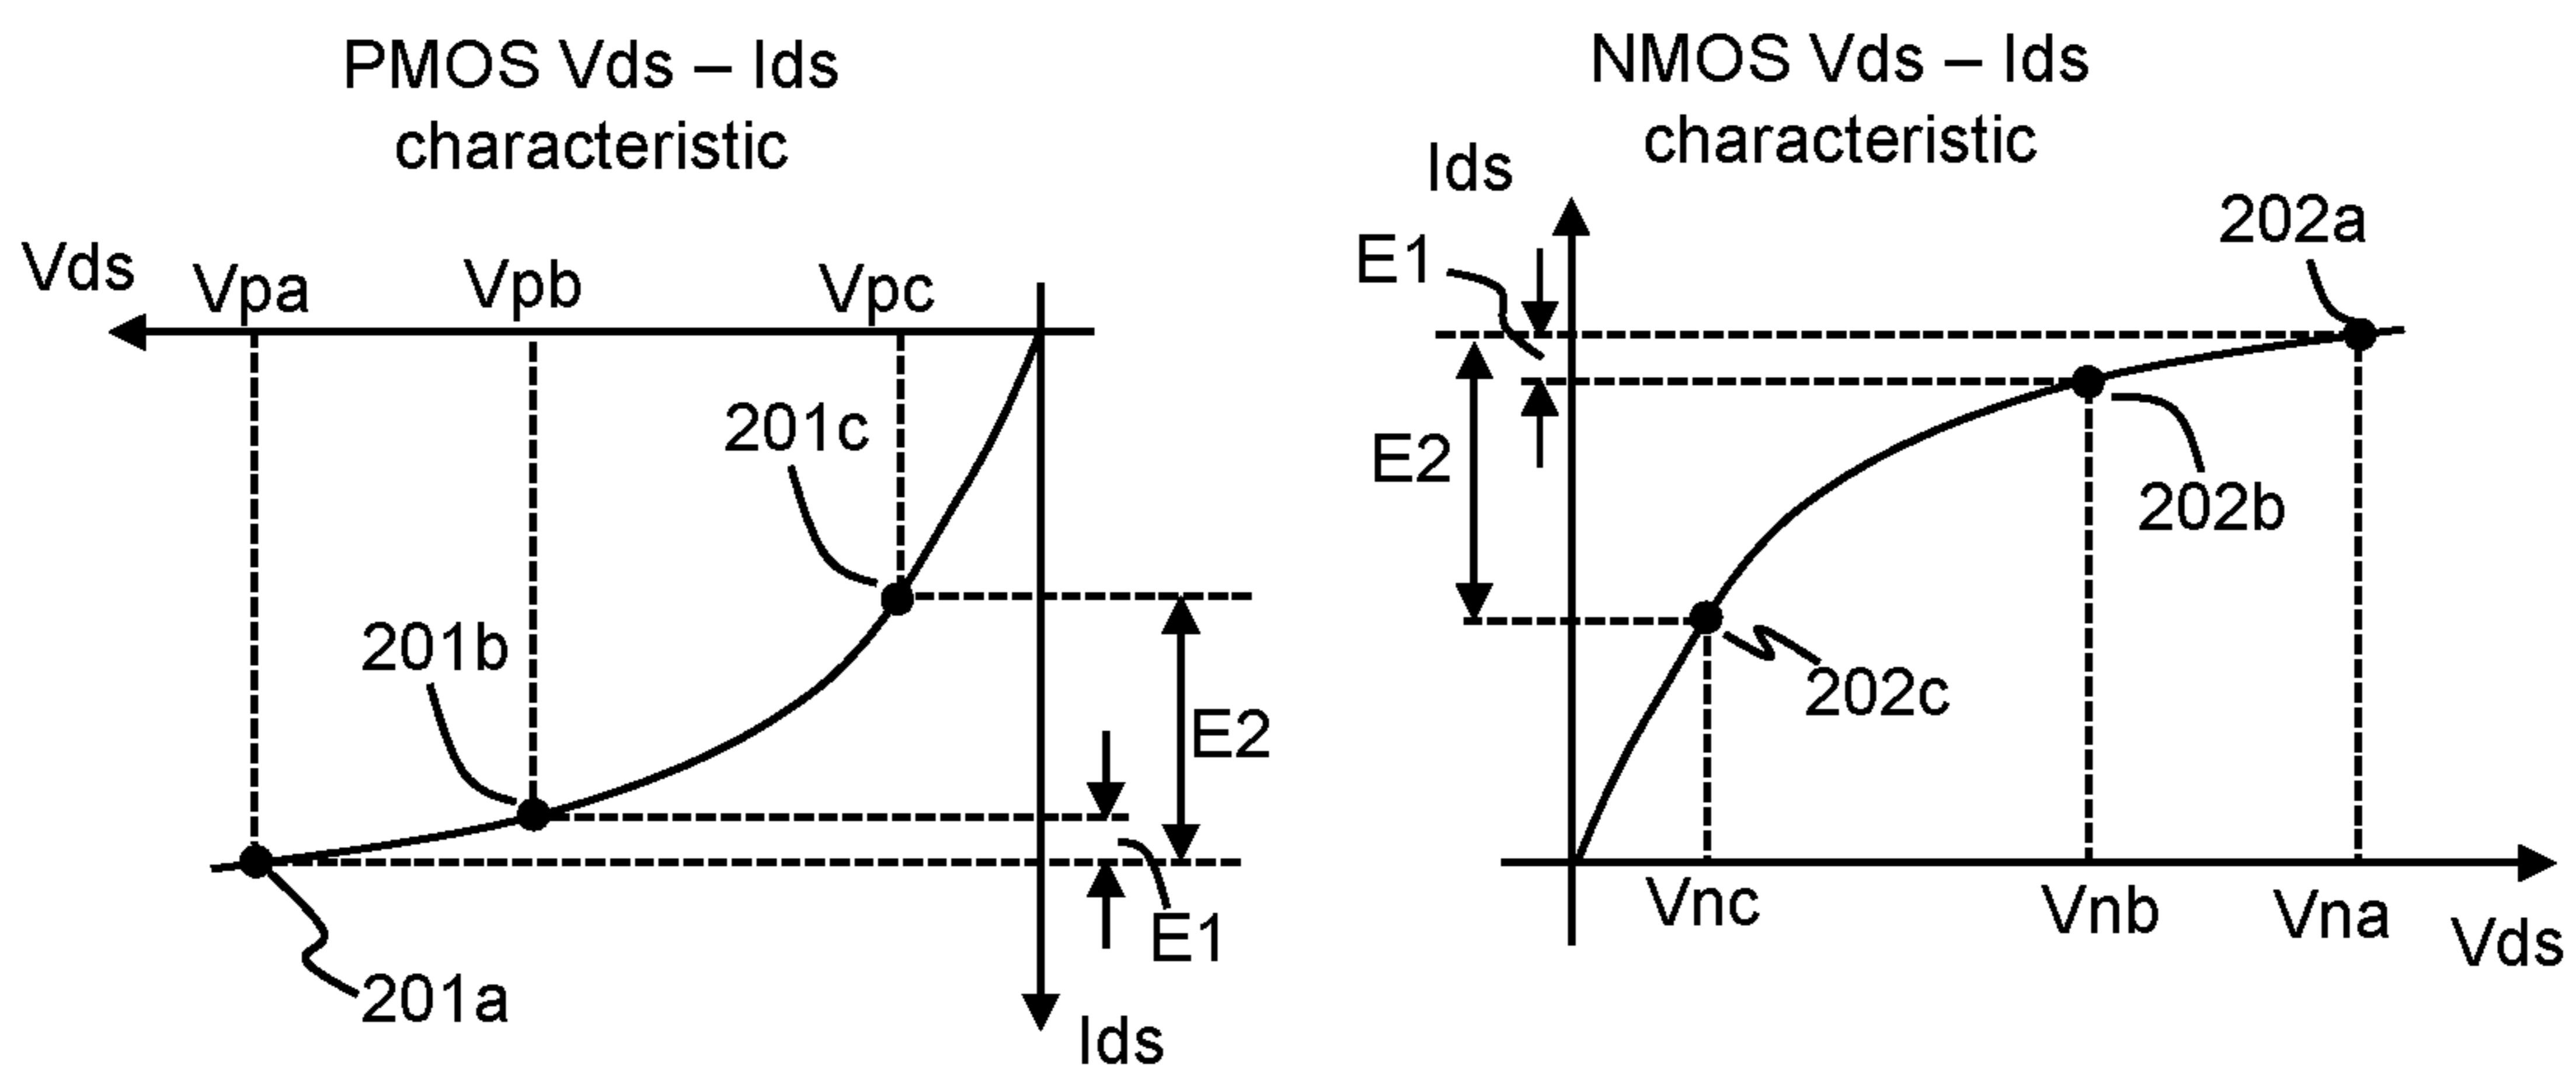 PMOS Vds – Ids
characteristic
Vds
Vpa
Vpb
Vpc
201c
201b
E2
E1
201a
Ids
NMOS Vds – Ids
characteristic
Ids
E1
202a
E2
202b
202c
Vnc
Vnb
Vna
Vds